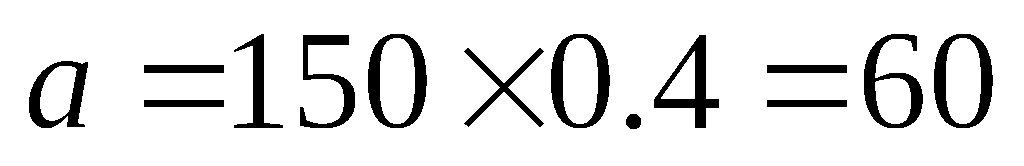 a = 150 × 0.4 = 60